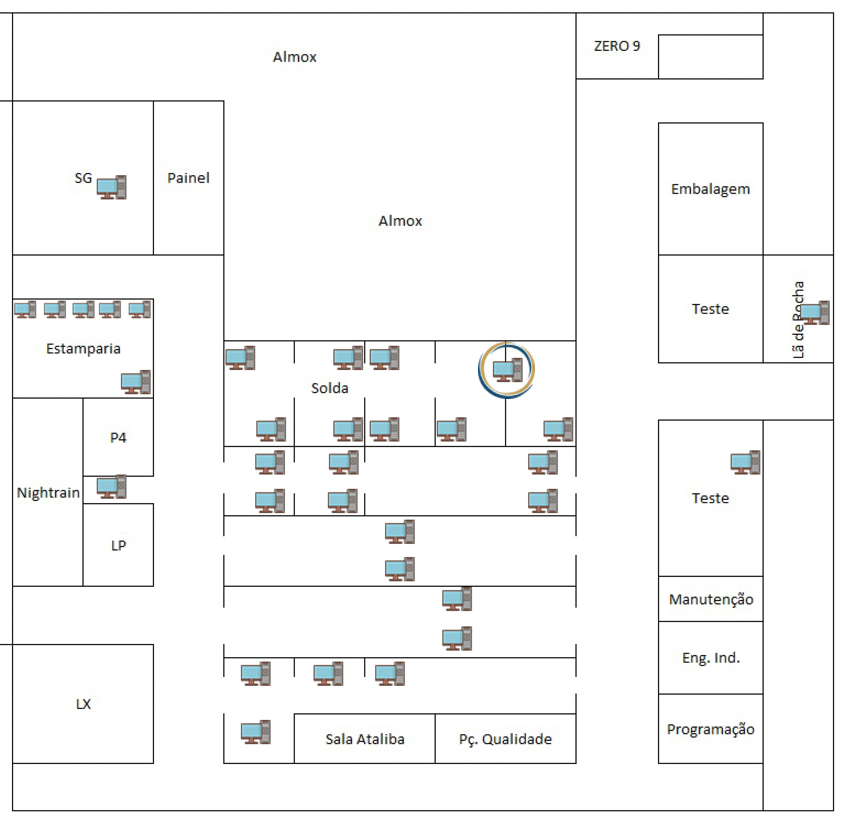 Almox
ZERO 9
SG
Painel
Embalagem
Almox
Teste
Lã de Rocha
Estamparia
Solda
P4
Nightrain
Teste
LP
Manutenção
Eng. Ind.
LX
Programação
Sala Ataliba
Pç. Qualidade